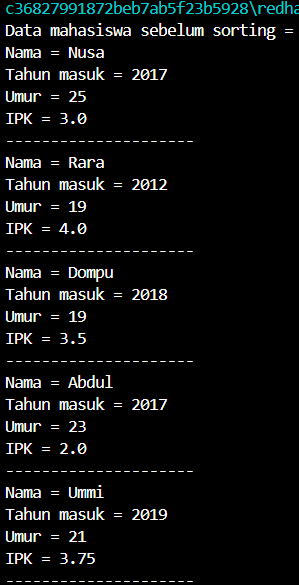 c36827991872beb7ab5f23b5928\redha
Data mahasiswa sebelum sorting =
Nama = Nusa
Tahun masuk = 2017
Umur = 25
IPK = 3.0
---------------------
Nama = Rara
Tahun masuk = 2012
Umur = 19
IPK = 4.0
---------------------
Nama = Dompu
Tahun masuk = 2018
Umur = 19
IPK = 3.5
---------------------
Nama = Abdul
Tahun masuk = 2017
Umur = 23
IPK = 2.0
---------------------
Nama = Ummi
Tahun masuk = 2019
Umur = 21
IPK = 3.75
---------------------